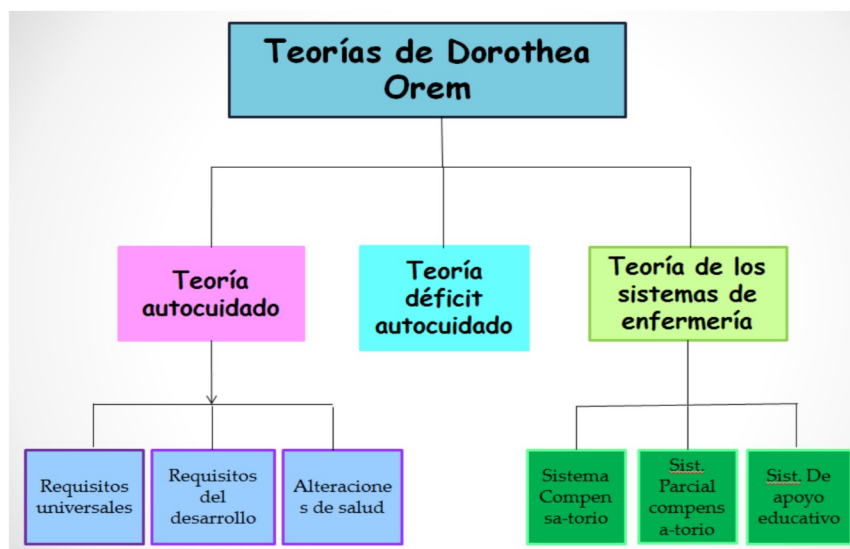 Teorías de Dorothea
Orem
Teoría
autocuidado
Teoría
déficit
autocuidado
Teoría de los
sistemas de
enfermería
Requisitos
universales
Requisitos
del
desarrollo
Alteracione
s de salud
Sistema
Compen
sa-torio
Sist.
Parcial
compens
a-torio
Sist. De
apoyo
educativo